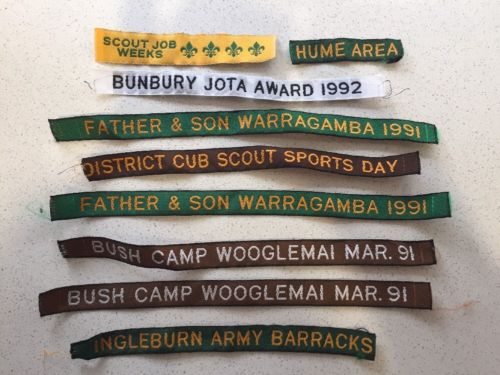 SCOUT JOB
WEEKS
HUME AREA
BUNBURY JOTA AWARD 1992
FATHER & SON WARRAGAMBA 1991
DISTRICT CUB SCOUT SPORTS DAY
FATHER & SON WARRAGAMBA 1991
BUSH CAMP WOOGLEMAI MAR. 91
BUSH CAMP WOOGLEMAI MAR. 91
INGLEBURN ARMY BARRACKS